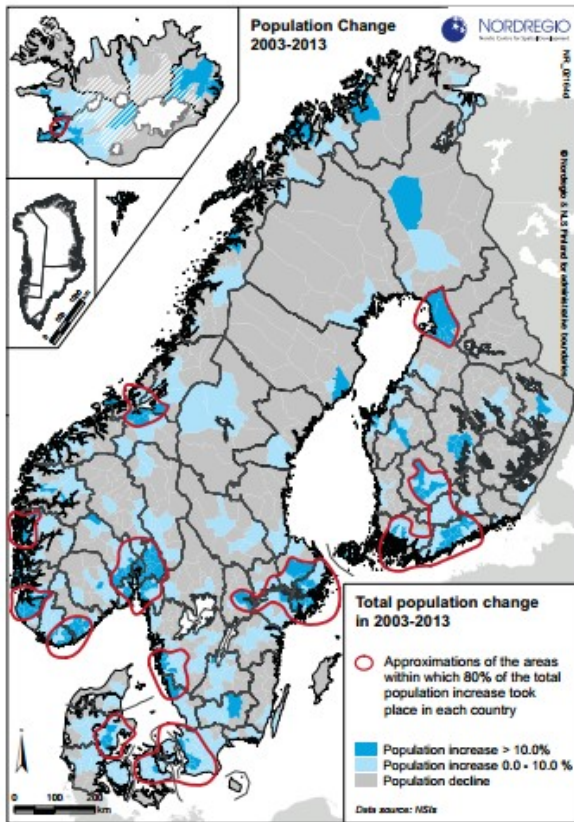 Population Change
2003-2013
NORDREGIO
Nordic Centre for Spatial Development
© Nordregio & NLS Finland for administrative boundaries
Total population change
in 2003-2013
Approximations of the areas
within which 80% of the total
population increase took
place in each country
Population increase > 10.0%
Population increase 0.0 - 10.0 %
Population decline
Data source: NSIs
0 100 200
km